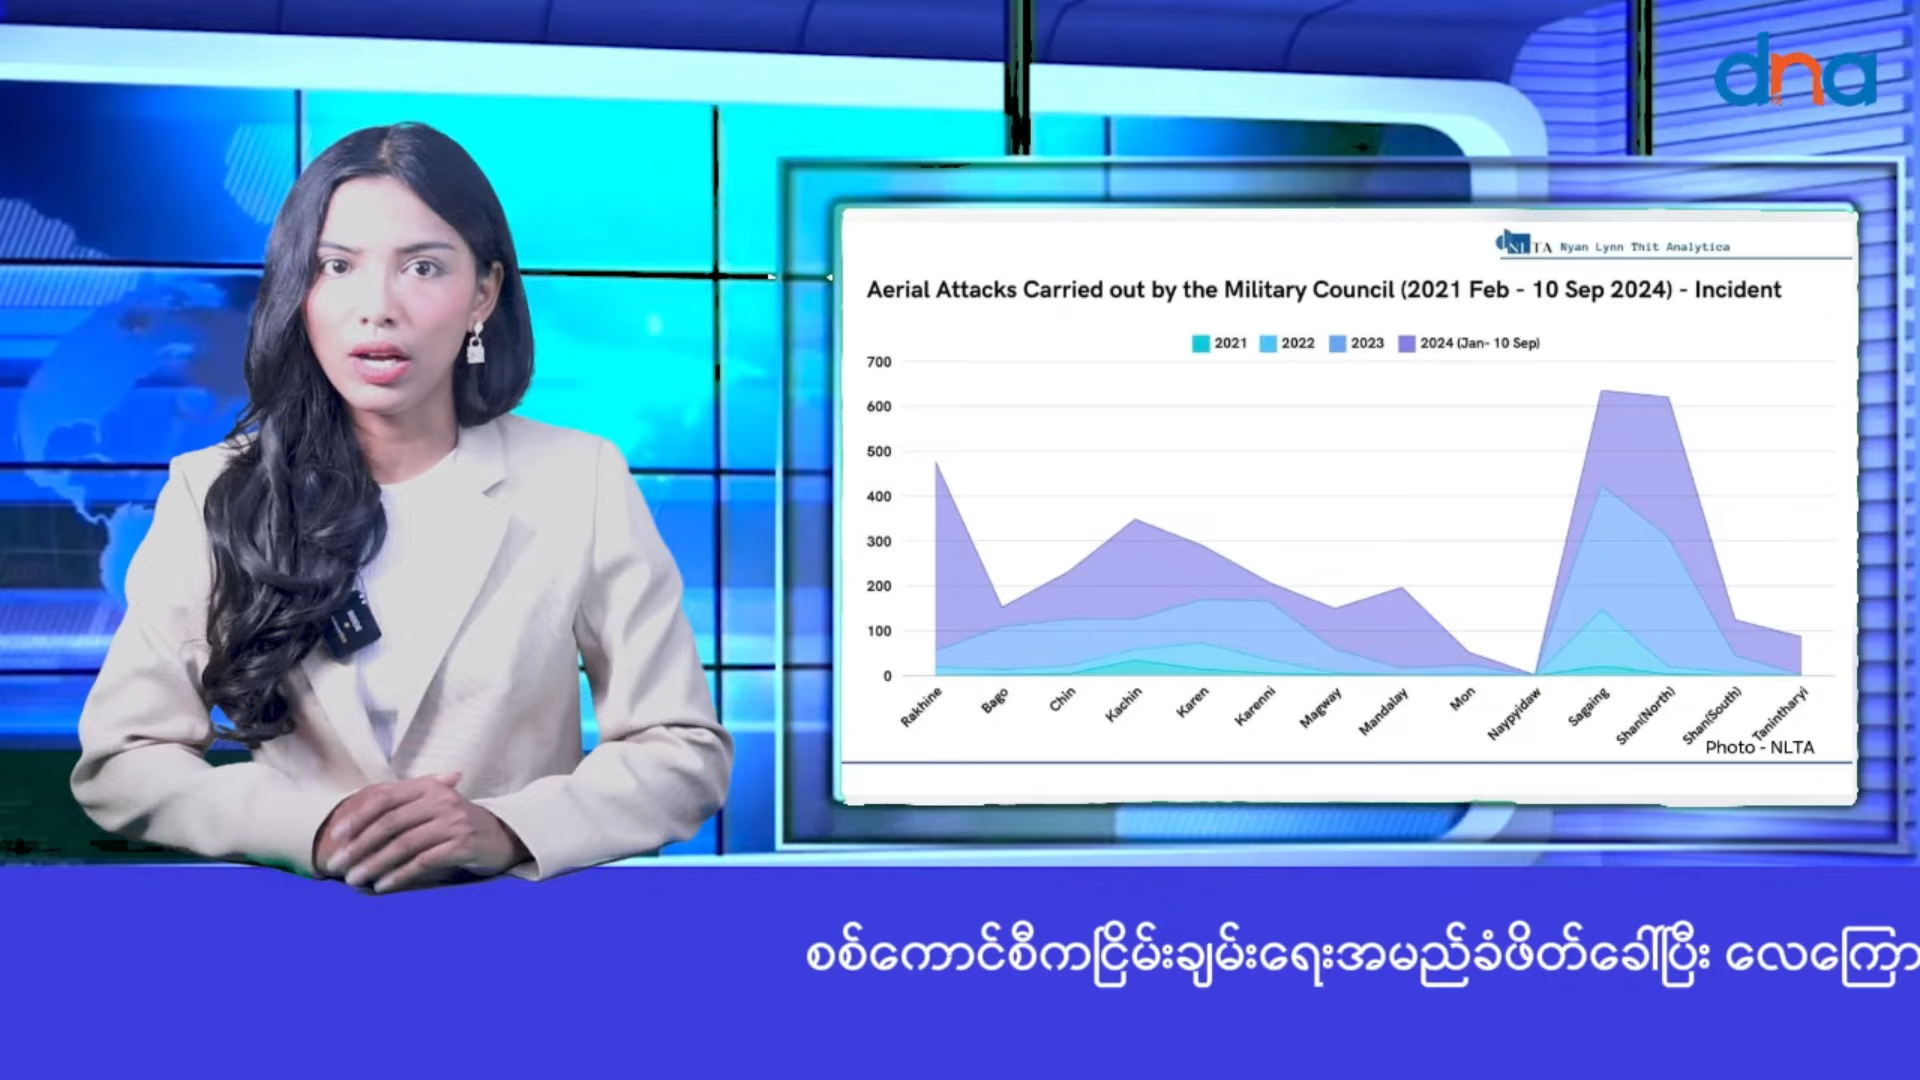 dna
NLTA Nyan Lynn Thit Analytica
Aerial Attacks Carried out by the Military Council (2021 Feb - 10 Sep 2024) - Incident
2021 2022 2023 2024 (Jan- 10 Sep)
700
600
500
400
300
200
100
0
Rakhine Bago Chin Kachin Karen Karenni Magway Mandalay Mon Naypyidaw Sagaing Shan(North) Shan(South) Tanintharyi
Photo - NLTA
စစ်ကောင်စီကငြိမ်းချမ်းရေးအမည်ခံဖိတ်ခေါ်ပြီး လေကြော